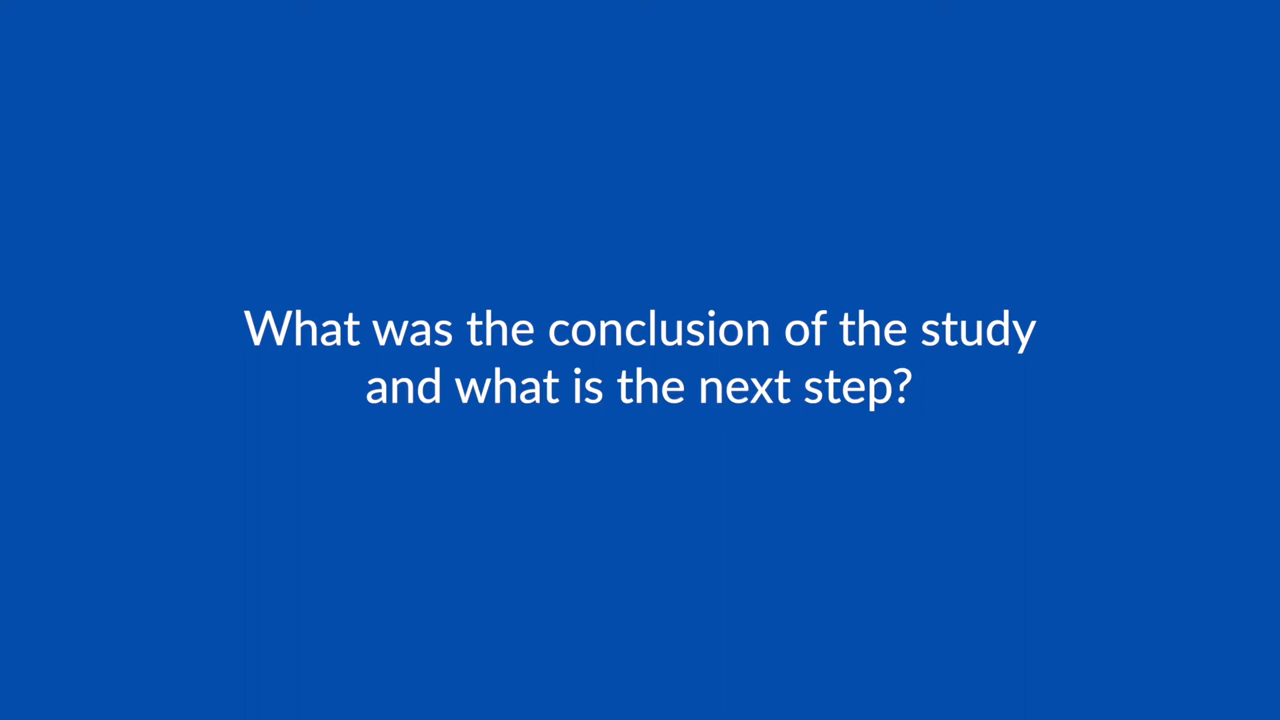 What was the conclusion of the study
and what is the next step?